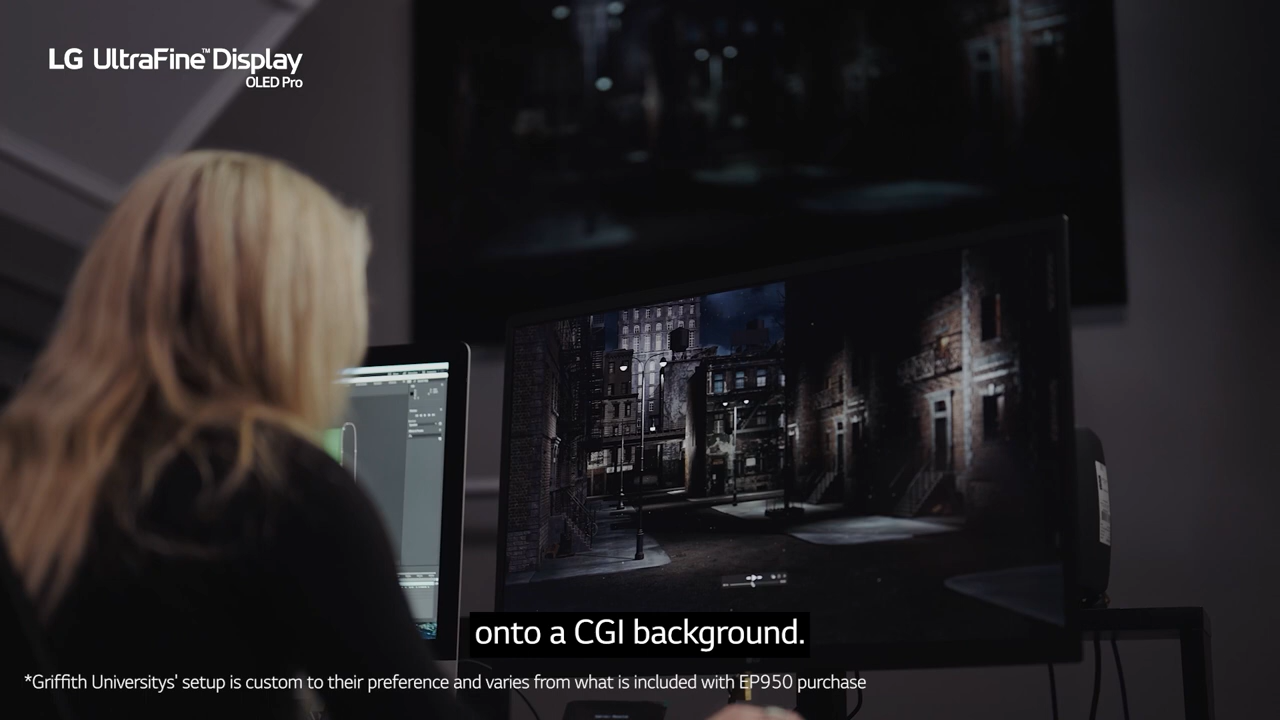 LG UltraFine™ Display
OLED Pro
onto a CGI background.
*Griffith Universitys' setup is custom to their preference and varies from what is included with EP950 purchase